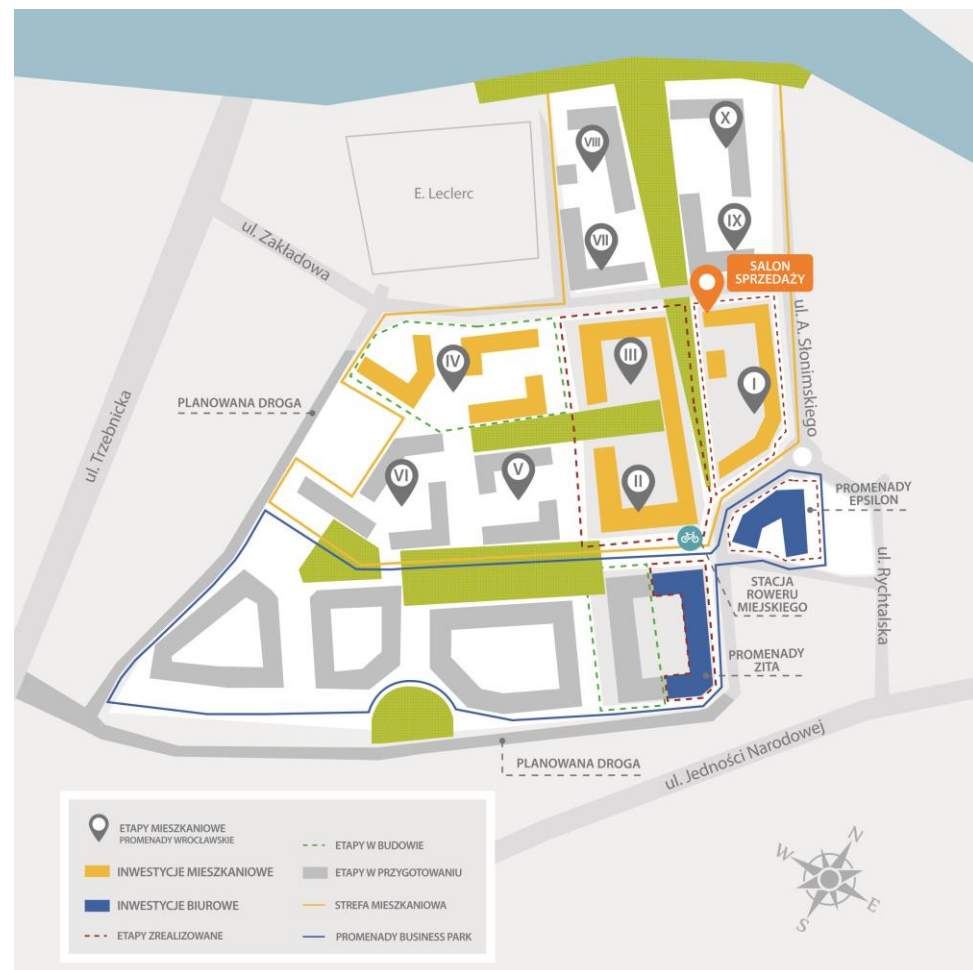 X
VIII
E. Leclerc
IX
VII
ul. Zakładowa
SALON
SPRZEDAŻY
ul. A. Słonimskiego
III
IV
I
ul. Trzebnicka
PLANOWANA DROGA
VI
V
II
PROMENADY
EPSILON
STACJA
ROWERU
MIEJSKIEGO
ul. Rychtalska
PROMENADY
ZITA
PLANOWANA DROGA
ul. Jedności Narodowej
ETAPY MIESZKANIOWE
PROMENADY WROCŁAWSKIE
INWESTYCJE MIESZKANIOWE
INWESTYCJE BIUROWE
ETAPY ZREALIZOWANE
ETAPY W BUDOWIE
ETAPY W PRZYGOTOWANIU
STREFA MIESZKANIOWA
PROMENADY BUSINESS PARK
N
W
E
S